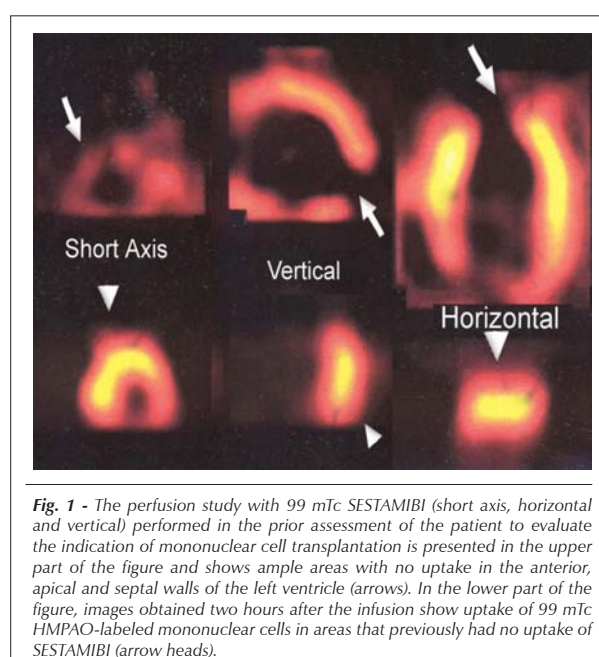 Short Axis
Vertical
Horizontal
Fig. 1 - The perfusion study with 99 mTc SESTAMIBI (short axis, horizontal
and vertical) performed in the prior assessment of the patient to evaluate
the indication of mononuclear cell transplantation is presented in the upper
part of the figure and shows ample areas with no uptake in the anterior,
apical and septal walls of the left ventricle (arrows). In the lower part of the
figure, images obtained two hours after the infusion show uptake of 99 mTc
HMPAO-labeled mononuclear cells in areas that previously had no uptake of
SESTAMIBI (arrow heads).